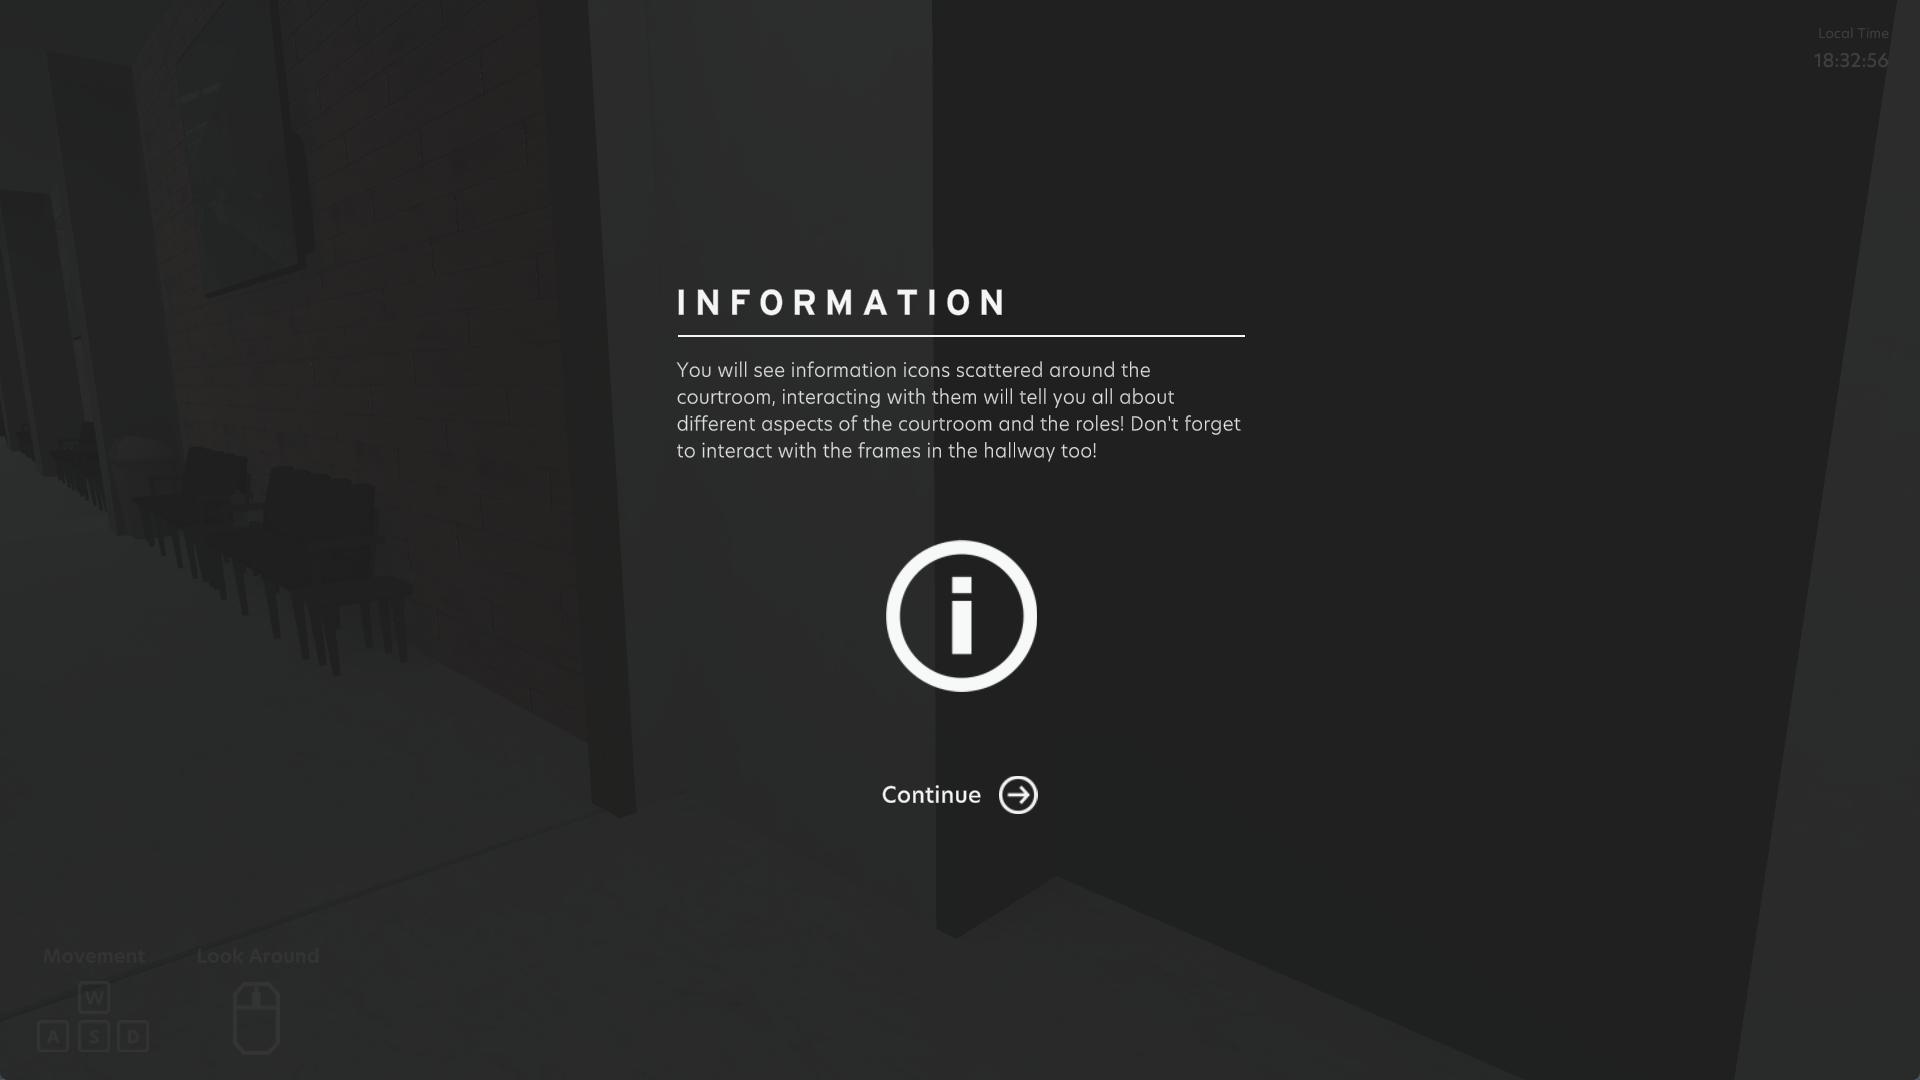 Local Time
18:32:56
INFORMATION
You will see information icons scattered around the
courtroom, interacting with them will tell you all about
different aspects of the courtroom and the roles! Don't forget
to interact with the frames in the hallway too!
i
Continue
Movement
Look Around
W
A S D